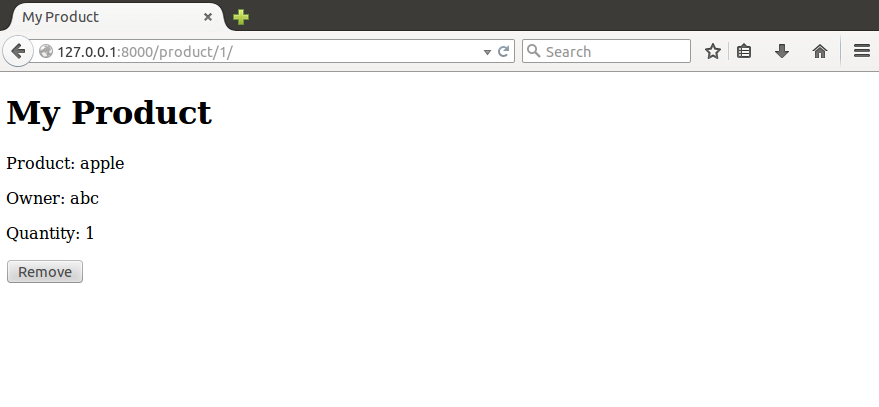 My Product
127.0.0.1:8000/product/1/
Search
My Product
Product: apple
Owner: abc
Quantity: 1
Remove